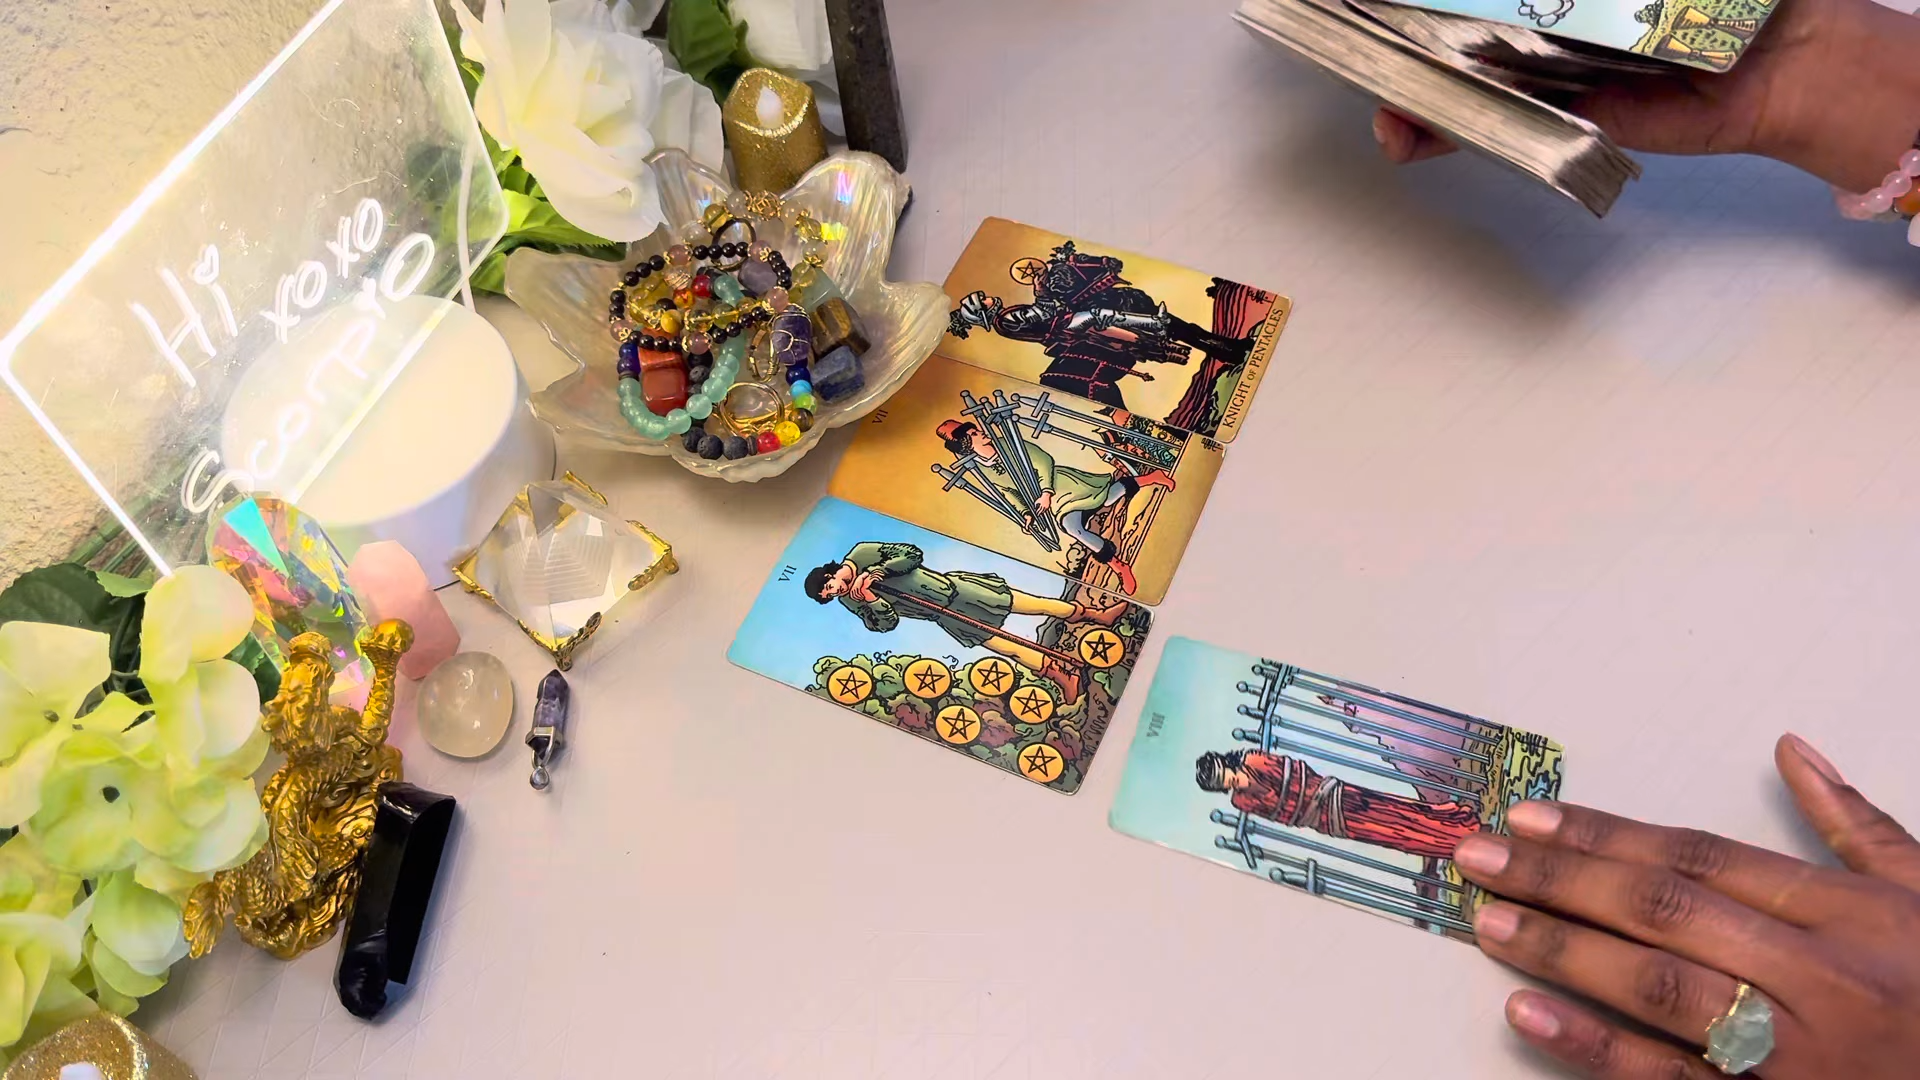 Hi
xoxo
Scorpio
KNIGHT OF PENTACLES
VII
VII
VIII